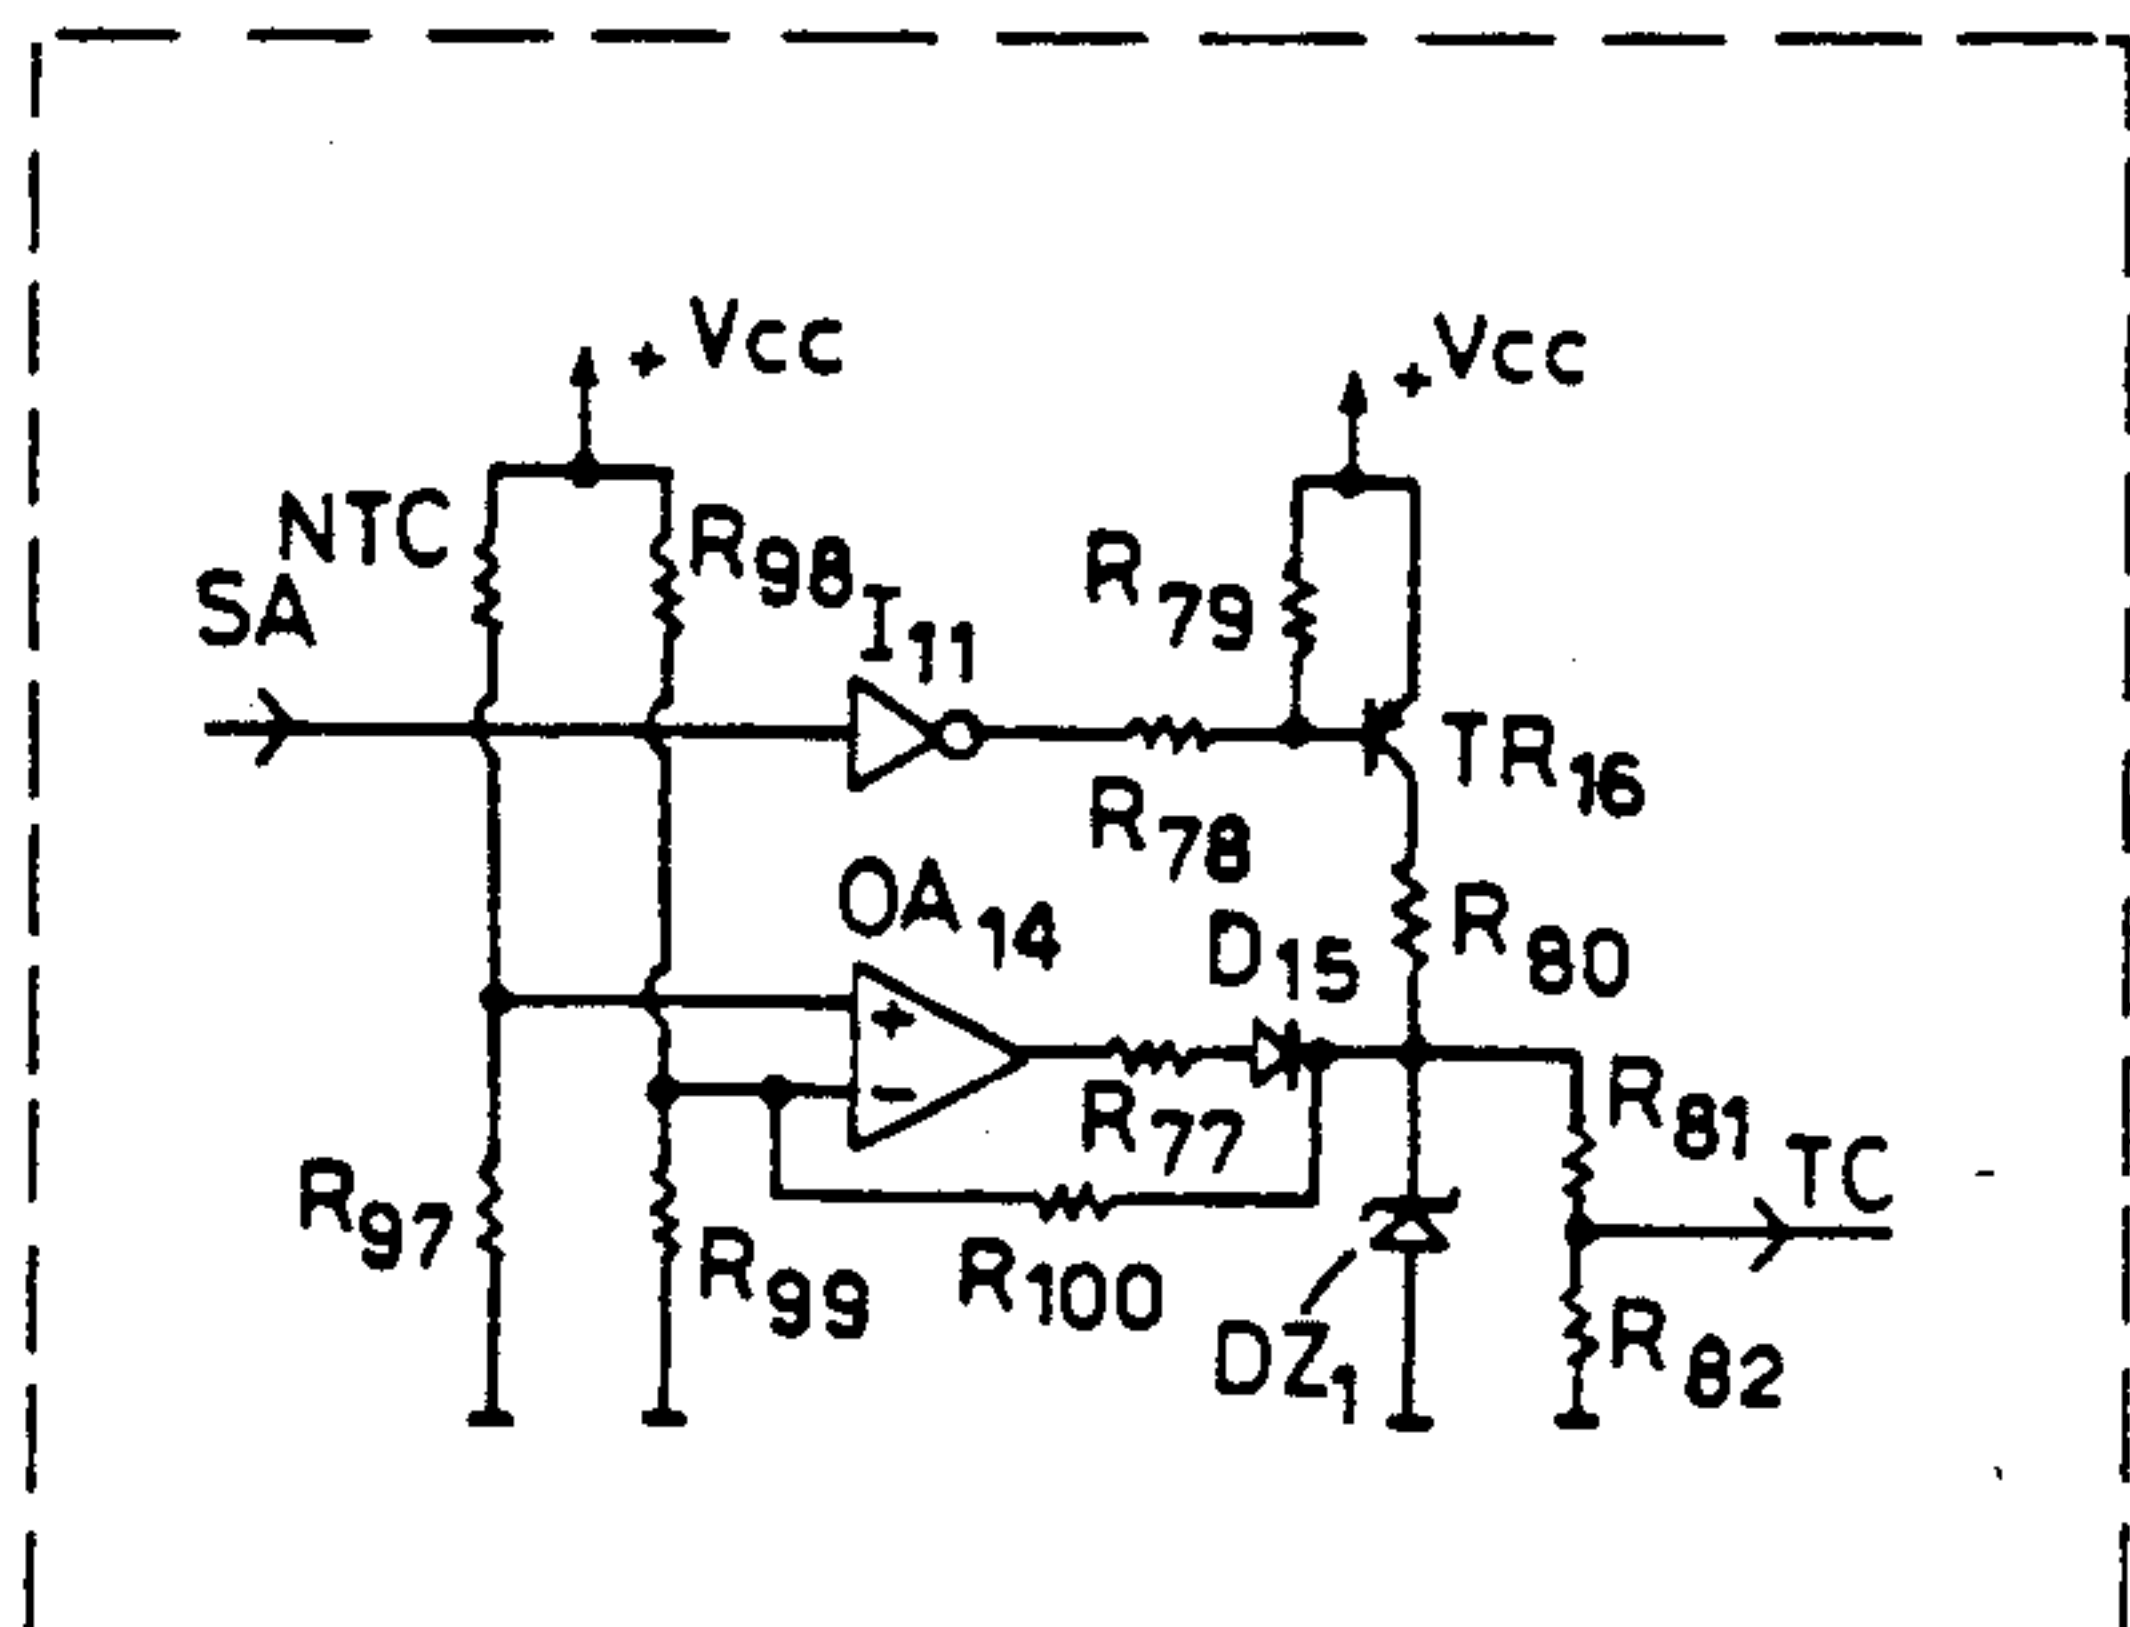 + Vcc
+ Vcc
NTC
R98
SA
I11
R79
TR16
R78
OA14
D15
R80
+
-
R77
R81
TC
R97
R99
R100
DZ1
R82